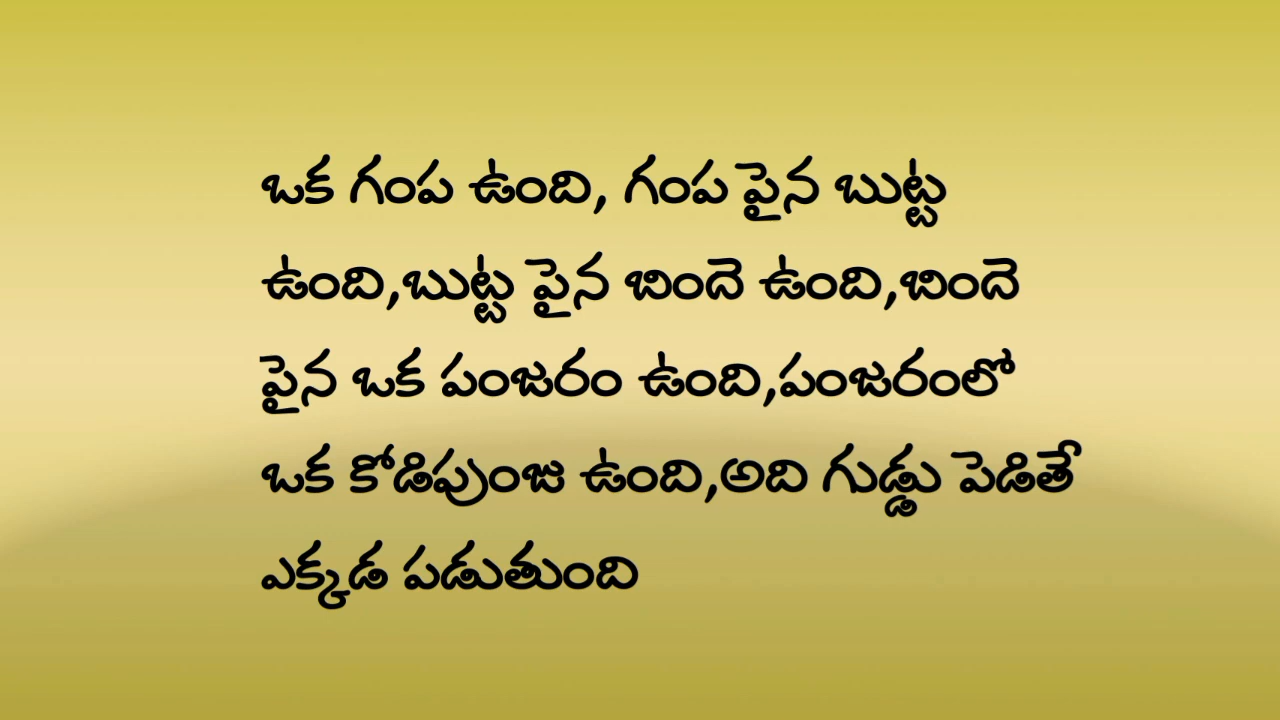 ఒక గంప ఉంది, గంప పైన బుట్ట
ఉంది,బుట్ట పైన బిందె ఉంది,బిందె
పైన ఒక పంజరం ఉంది,పంజరంలో
ఒక కోడిపుంజు ఉంది,అది గుడ్డు పెడితే
ఎక్కడ పడుతుంది